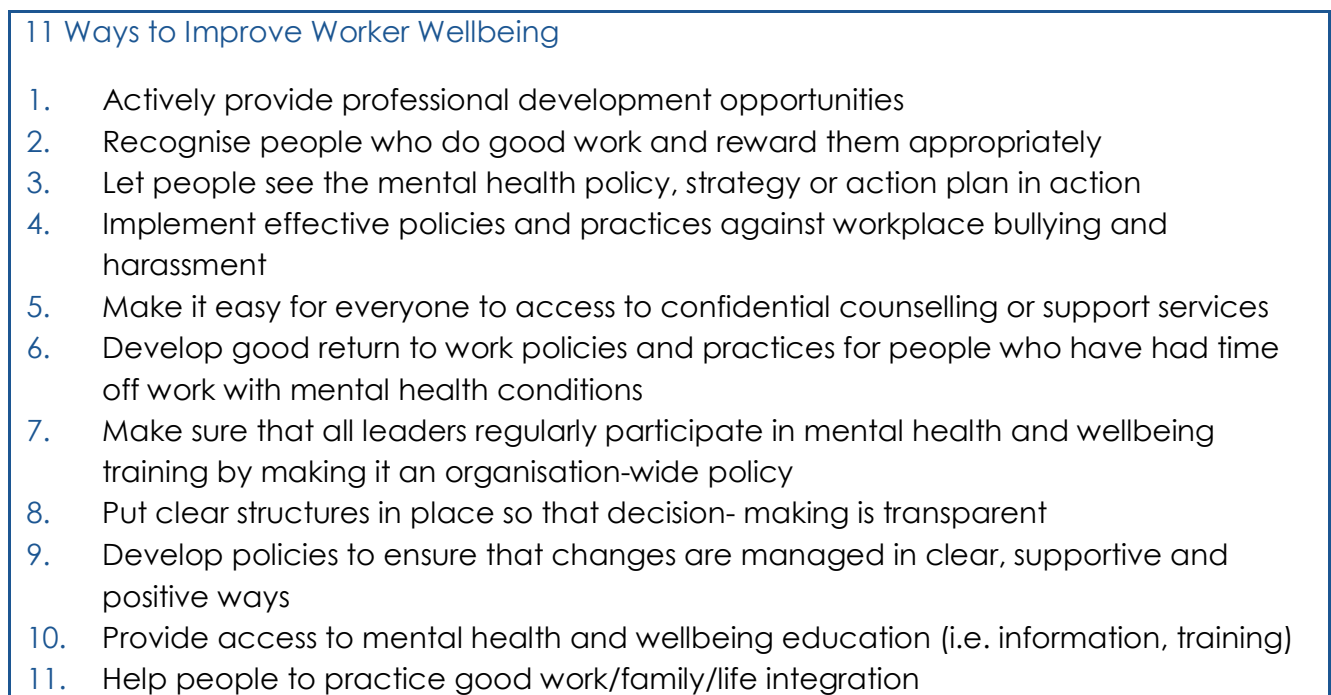 11 Ways to Improve Worker Wellbeing
1. Actively provide professional development opportunities
2. Recognise people who do good work and reward them appropriately
3. Let people see the mental health policy, strategy or action plan in action
4. Implement effective policies and practices against workplace bullying and
harassment
5. Make it easy for everyone to access to confidential counselling or support services
6. Develop good return to work policies and practices for people who have had time
off work with mental health conditions
7. Make sure that all leaders regularly participate in mental health and wellbeing
training by making it an organisation-wide policy
8. Put clear structures in place so that decision- making is transparent
9. Develop policies to ensure that changes are managed in clear, supportive and
positive ways
10. Provide access to mental health and wellbeing education (i.e. information, training)
11. Help people to practice good work/family/life integration